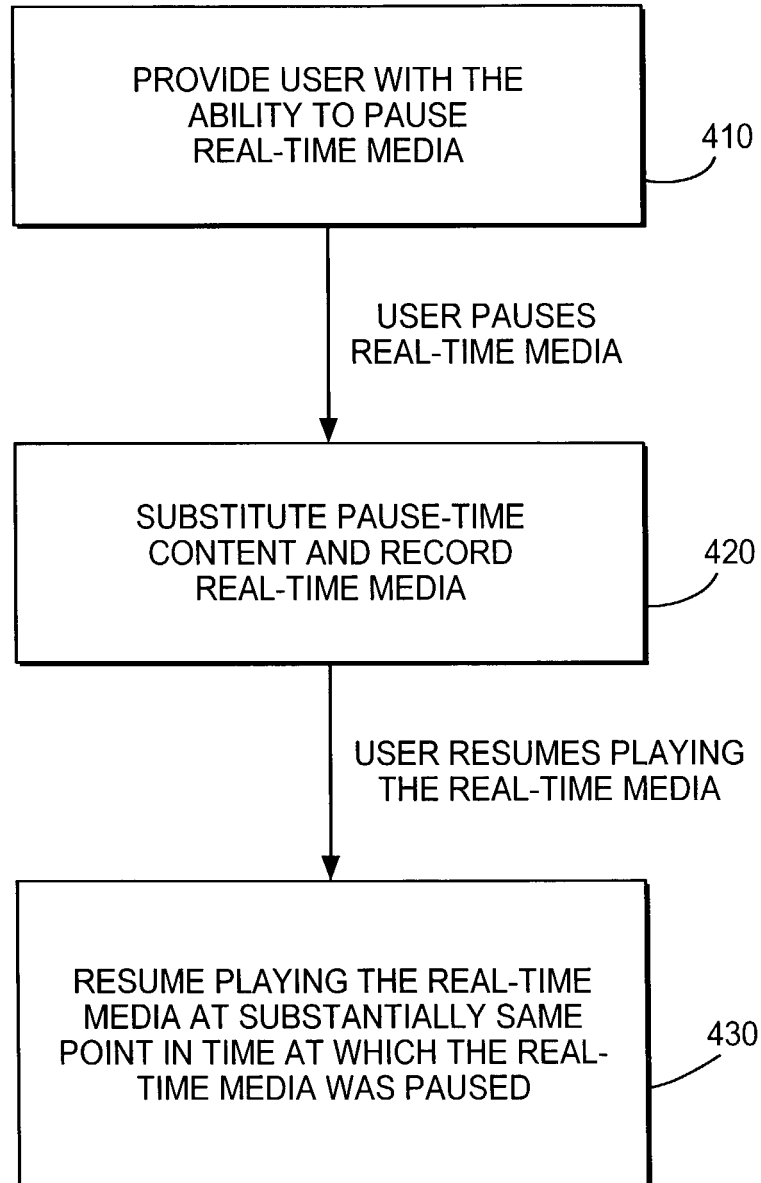 PROVIDE USER WITH THE
ABILITY TO PAUSE
REAL-TIME MEDIA
410
USER PAUSES
REAL-TIME MEDIA
SUBSTITUTE PAUSE-TIME
CONTENT AND RECORD
REAL-TIME MEDIA
420
USER RESUMES PLAYING
THE REAL-TIME MEDIA
RESUME PLAYING THE REAL-TIME
MEDIA AT SUBSTANTIALLY SAME
POINT IN TIME AT WHICH THE REAL-
TIME MEDIA WAS PAUSED
430